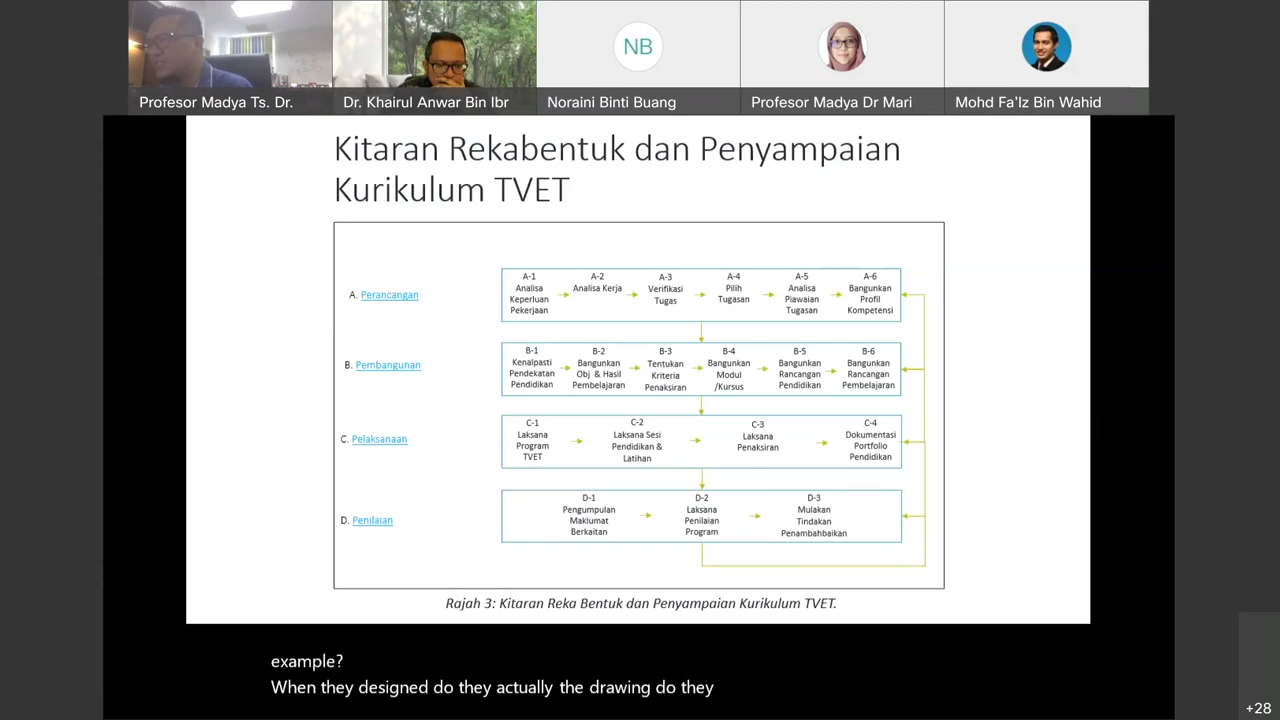 Profesor Madya Ts. Dr.
Dr. Khairul Anwar Bin Ibr
NB
Noraini Binti Buang
Profesor Madya Dr Mari
Mohd Fa'Iz Bin Wahid
Kitaran Rekabentuk dan Penyampaian
Kurikulum TVET
A. Perancangan
A-1
Analisa
Keperluan
Pekerjaan
A-2
Analisa Kerja
A-3
Verifikasi
Tugas
A-4
Pilih
Tugasan
A-5
Analisa
Piawaian
Tugasan
A-6
Bangunkan
Profil
Kompetensi
B. Pembangunan
B-1
Kenalpasti
Pendekatan
Pendidikan
B-2
Bangunkan
Obj & Hasil
Pembelajaran
B-3
Tentukan
Kriteria
Penaksiran
B-4
Bangunkan
Modul
/Kursus
B-5
Bangunkan
Rancangan
Pendidikan
B-6
Bangunkan
Rancangan
Pembelajaran
C. Pelaksanaan
C-1
Laksana
Program
TVET
C-2
Laksana Sesi
Pendidikan &
Latihan
C-3
Laksana
Penaksiran
C-4
Dokumentasi
Portfolio
Pendidikan
D. Penilaian
D-1
Pengumpulan
Maklumat
Berkaitan
D-2
Laksana
Penilaian
Program
D-3
Mulakan
Tindakan
Penambahbaikan
Rajah 3: Kitaran Reka Bentuk dan Penyampaian Kurikulum TVET.
example?
When they designed do they actually the drawing do they
+28